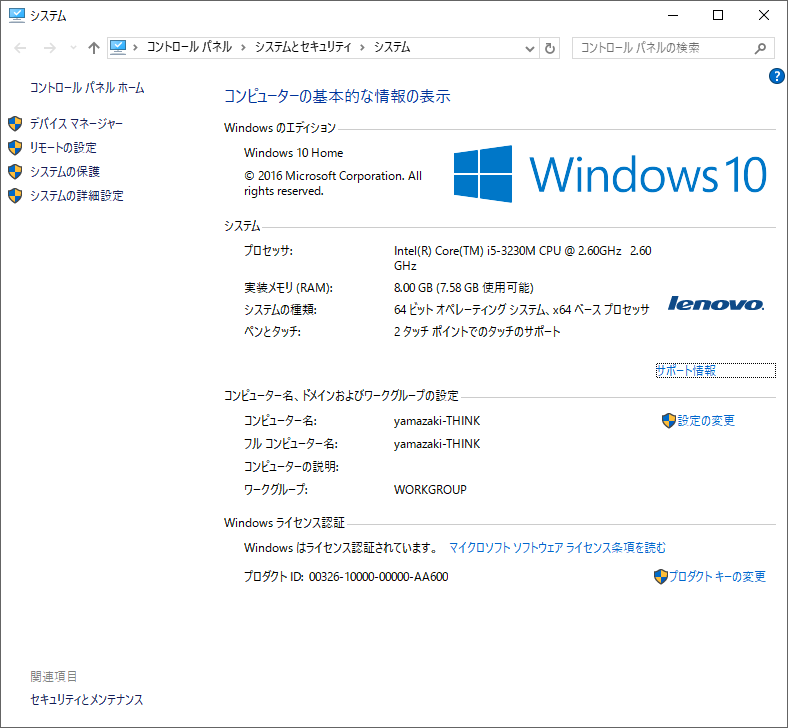 システム
コントロール パネル > システムとセキュリティ > システム
コントロール パネルの検索
コントロール パネル ホーム
デバイス マネージャー
リモートの設定
システムの保護
システムの詳細設定
?
コンピューターの基本的な情報の表示
Windows のエディション
Windows 10 Home
© 2016 Microsoft Corporation. All
rights reserved.
Windows 10
システム
プロセッサ: Intel(R) Core(TM) i5-3230M CPU @ 2.60GHz 2.60
GHz
実装メモリ (RAM): 8.00 GB (7.58 GB 使用可能)
システムの種類: 64 ビット オペレーティング システム、x64 ベース プロセッサ
ペンとタッチ: 2 タッチ ポイントでのタッチのサポート
lenovo.
サポート情報
コンピューター名、ドメインおよびワークグループの設定
コンピューター名: yamazaki-THINK 設定の変更
フル コンピューター名: yamazaki-THINK
コンピューターの説明:
ワークグループ: WORKGROUP
Windows ライセンス認証
Windows はライセンス認証されています。 マイクロソフト ソフトウェア ライセンス条項を読む
プロダクト ID: 00326-10000-00000-AA600 プロダクト キーの変更
関連項目
セキュリティとメンテナンス